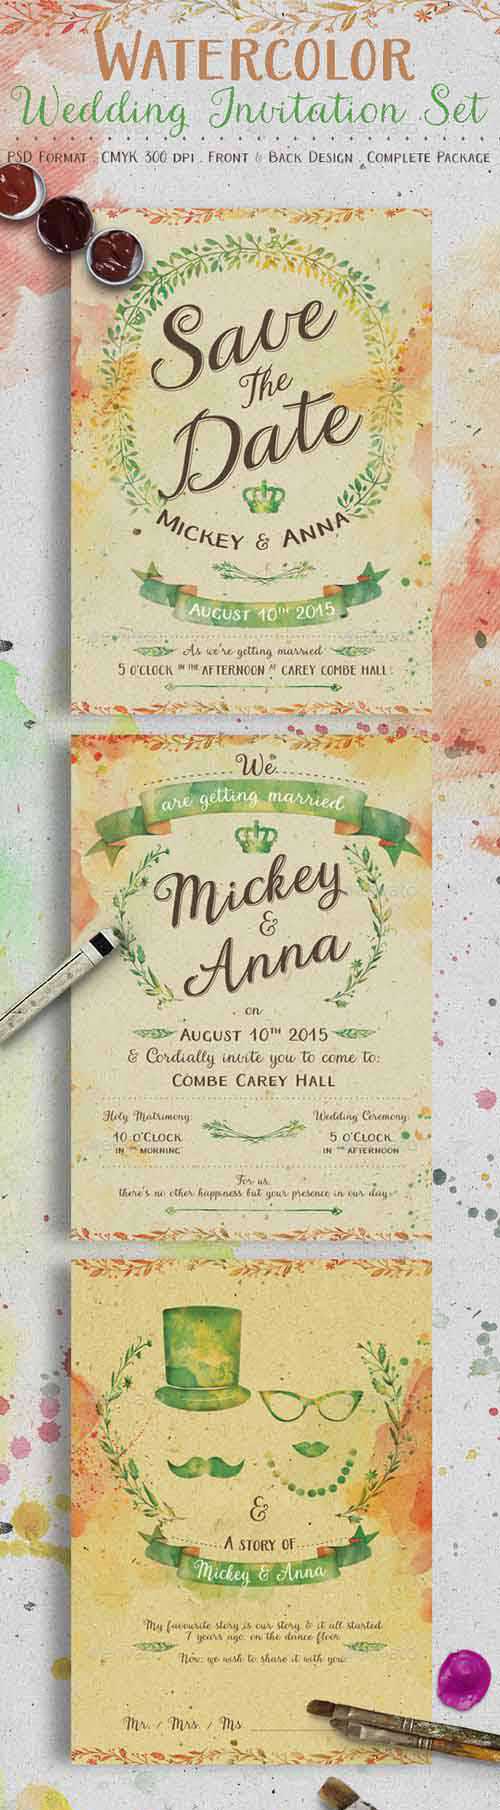 WATERCOLOR
Wedding Invitation Set
PSD FORMAT . CMYK 300 DPI . FRONT & BACK DESIGN . COMPLETE PACKAGE
Save
The
Date
MICKEY & ANNA
AUGUST 10TH 2015
As we're getting married
5 O'CLOCK IN THE AFTERNOON AT CAREY COMBE HALL
We
are getting married
Mickey
&
Anna
on
AUGUST 10TH 2015
& Cordially invite you to come to:
COMBE CAREY HALL
Holy Matrimony: Wedding Ceremony:
10 O'CLOCK 5 O'CLOCK
IN THE MORNING IN THE AFTERNOON
For us,
there's no other happiness but your presence in our day
&
A STORY OF
Mickey & Anna
My favourite story is our story, & it all started
7 years ago, on the dance floor
Now, we wish to share it with you
Mr. / Mrs. / Ms